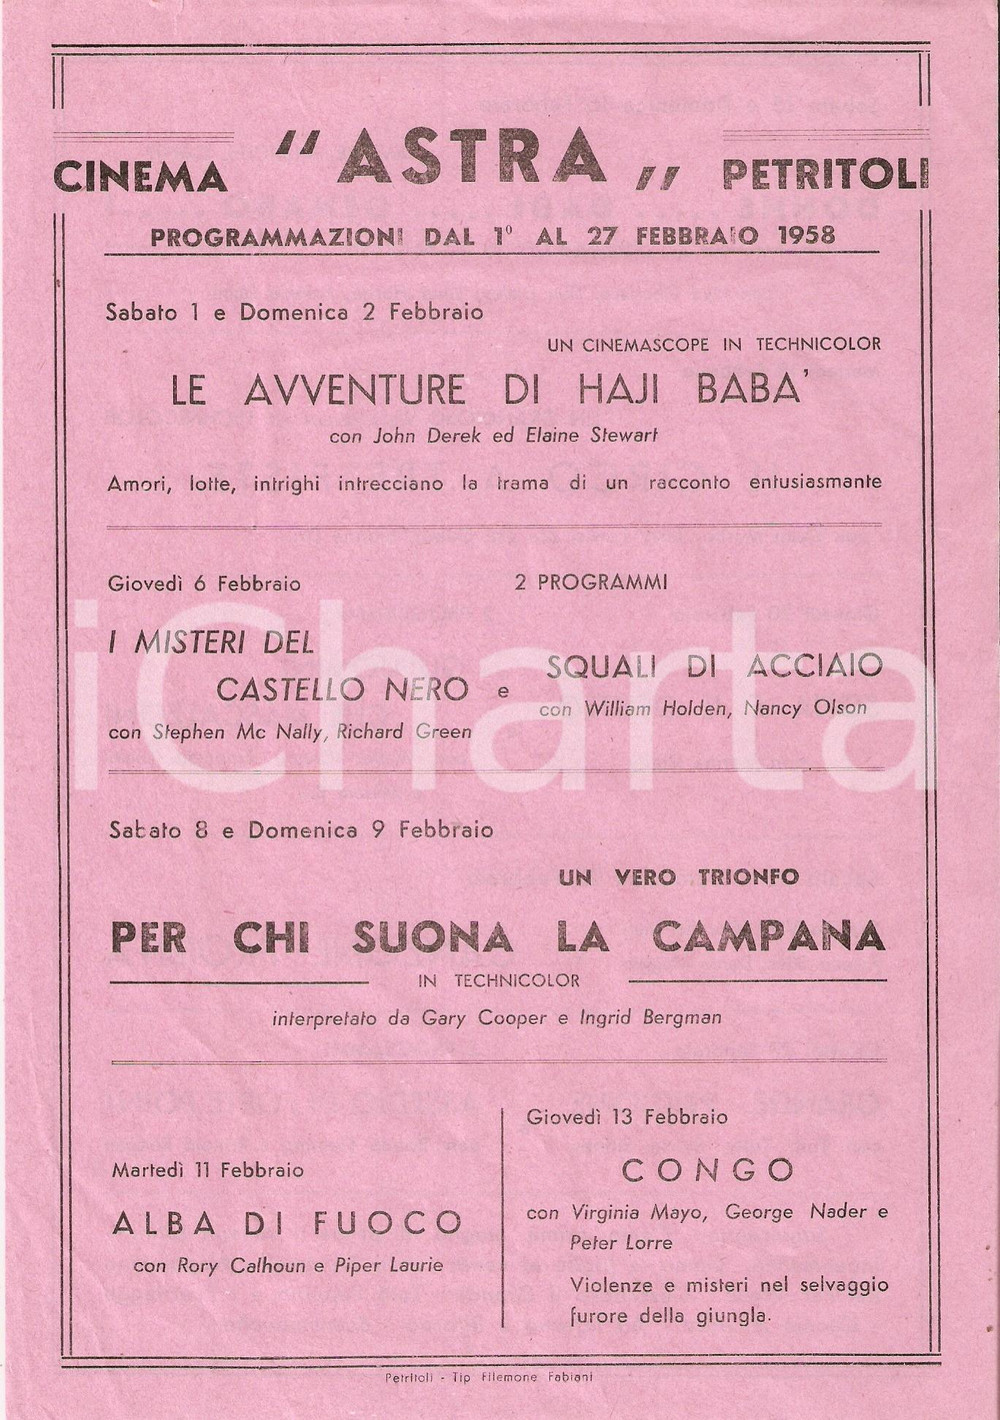 CINEMA "ASTRA„ PETRITOLI
PROGRAMMAZIONI DAL 1° AL 27 FEBBRAIO 1958
Sabato 1 e Domenica 2 Febbraio
UN CINEMASCOPE IN TECHNICOLOR
LE AVVENTURE DI HAJI BABA'
con John Derek ed Elaine Stewart
Amori, lotte, intrighi intrecciano la trama di un racconto entusiasmante
Giovedì 6 Febbraio
2 PROGRAMMI
I MISTERI DEL
CASTELLO NERO e
con Stephen Mc Nally, Richard Green
SQUALI DI ACCIAIO
con William Holden, Nancy Olson
Sabato 8 e Domenica 9 Febbraio
UN VERO TRIONFO
PER CHI SUONA LA CAMPANA
IN TECHNICOLOR
interpretato da Gary Cooper e Ingrid Bergman
Martedì 11 Febbraio
ALBA DI FUOCO
con Rory Calhoun e Piper Laurie
Giovedì 13 Febbraio
CONGO
con Virginia Mayo, George Nader e
Peter Lorre
Violenze e misteri nel selvaggio
furore della giungla.
Petritoli - Tip Filemone Fabiani
iCharta